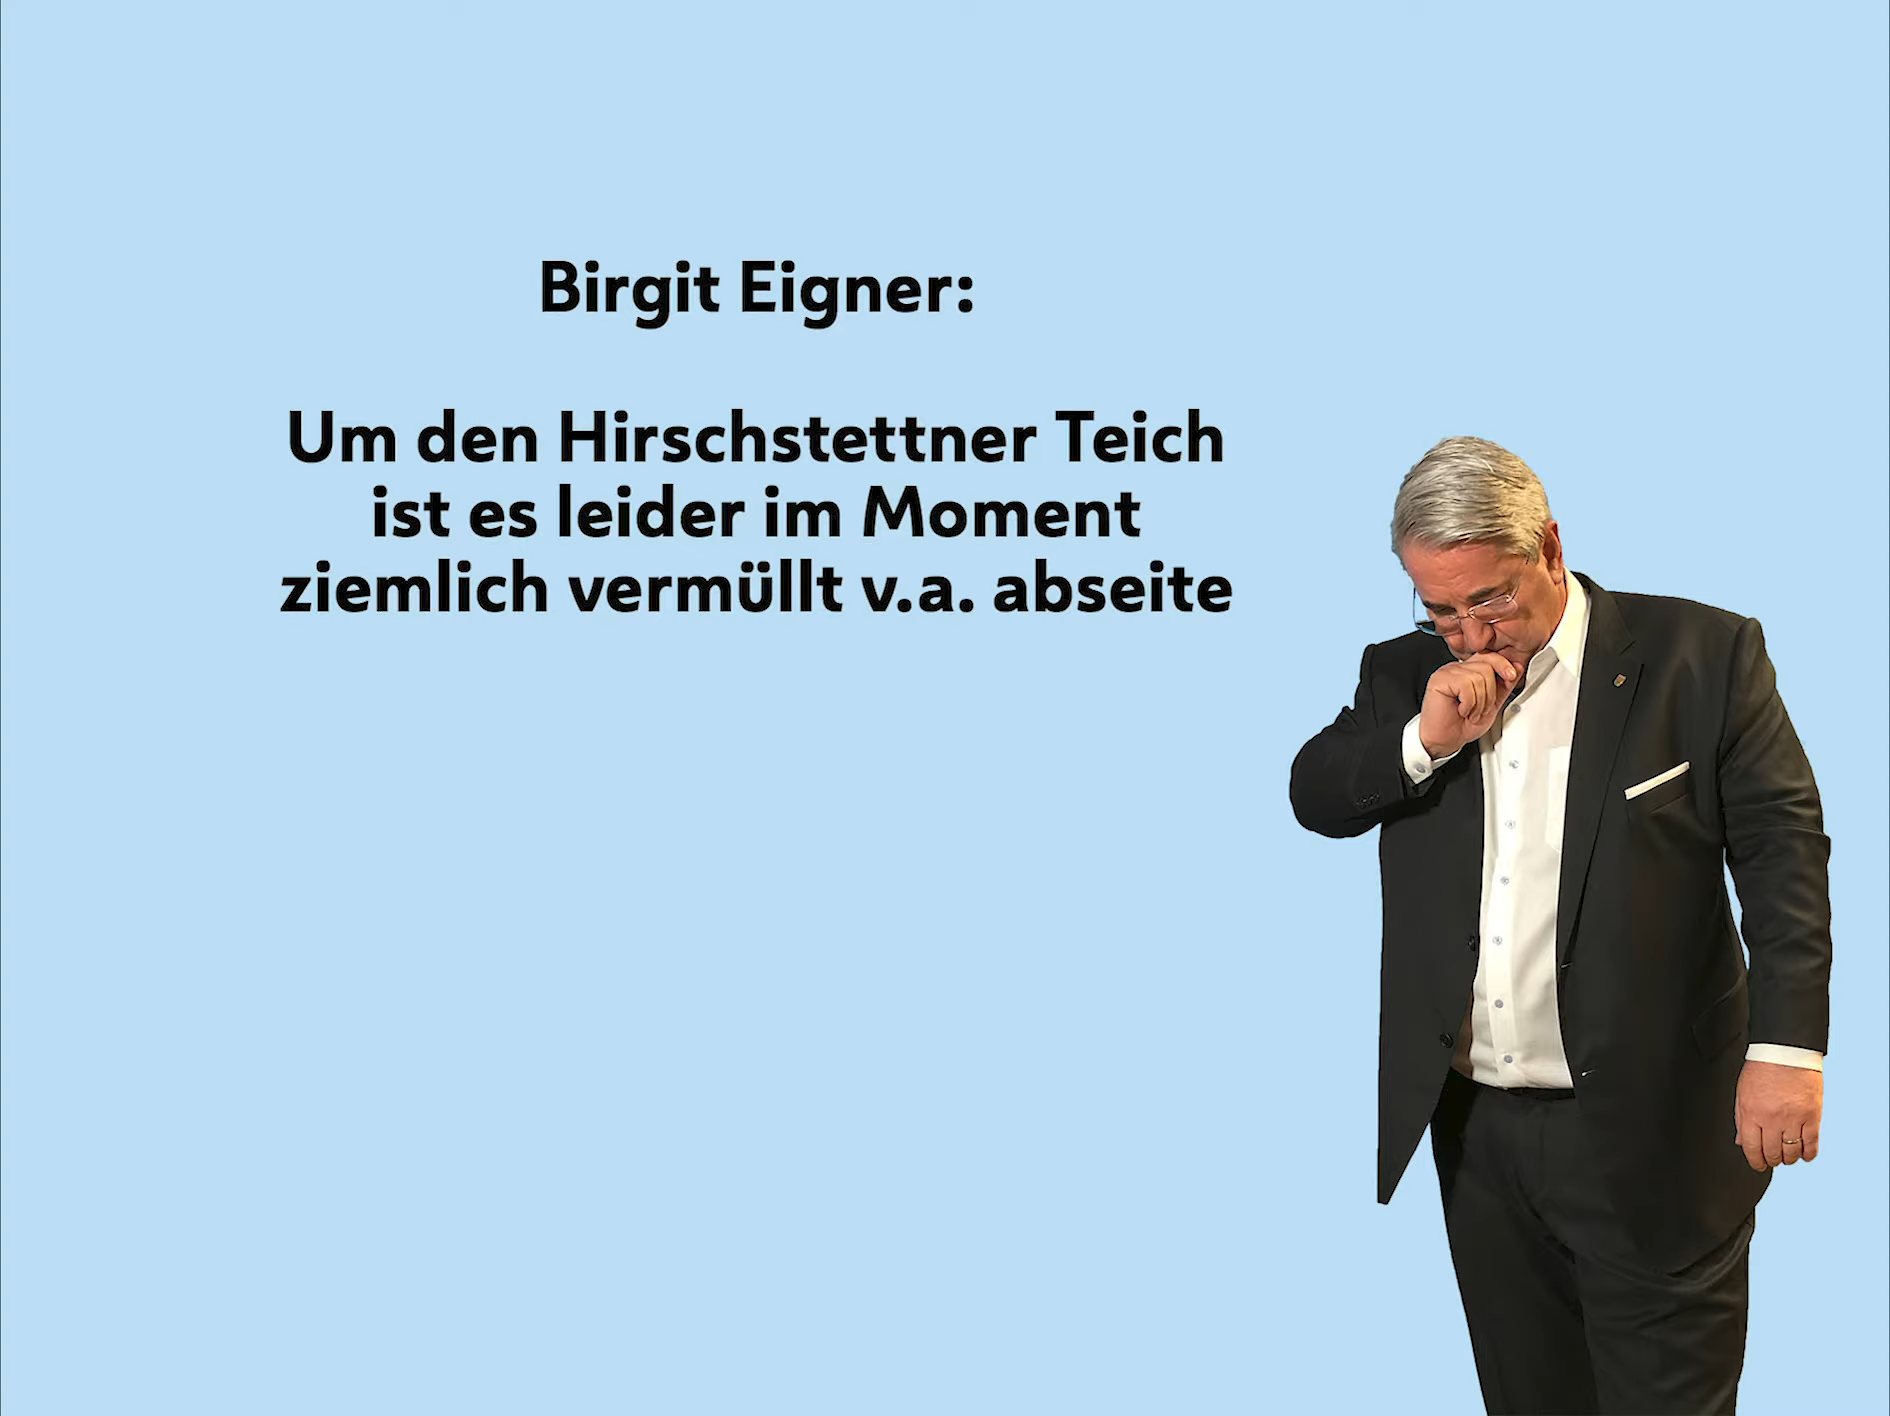 Birgit Eigner:
Um den Hirschstettner Teich
ist es leider im Moment
ziemlich vermüllt v.a. abseite